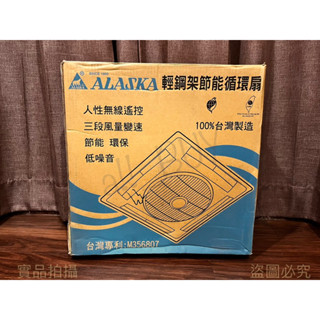 ALASKA 輕鋼架節能循環扇
人性無線遙控
三段風量變速
節能 環保
低噪音
100%台灣製造
台灣專利:M356807
實品拍攝
盜圖必究